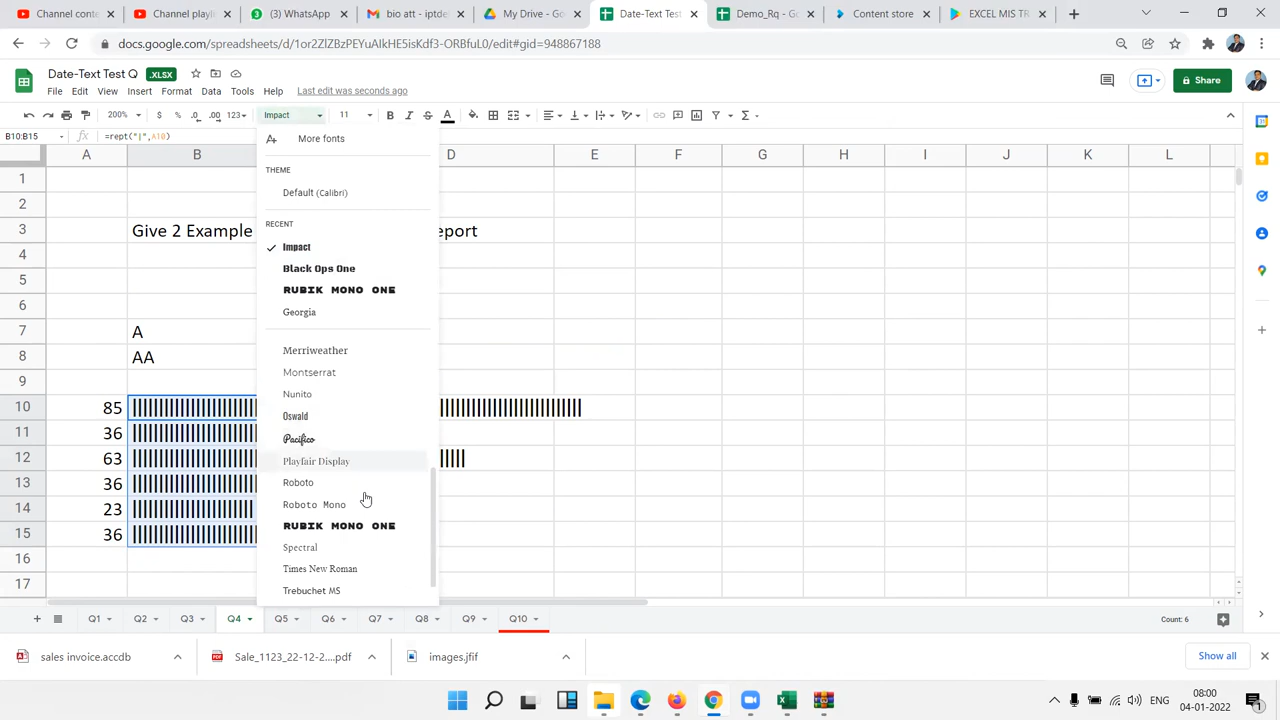 Content cu
Channel playl
(3) WhatsApp
bio att - iptde
My Drive - Goo
Date-Text Test
Demo_Rq - GO
Content store
EXCEL MIS TR
docs.google.com/spreadsheets/d/1or2ZlZBzPEYuAIkHE5isKdf3-ORBfuL0/edit#gid=948867188
Date-Text Test Q .XLSX
File Edit View Insert Format Data Tools Help Last edit was seconds ago
Share
200% $ % .0 .00 123 Impact 11 B I S A
B10:B15 fx =rept("|",A10)
A B D E F G H I J K L
More fonts
THEME
Default (Calibri)
RECENT
Impact
Black Ops One
RUBIK MONO ONE
Georgia
Merriweather
Montserrat
Nunito
Oswald
Pacifico
Playfair Display
Roboto
Roboto Mono
RUBIK MONO ONE
Spectral
Times New Roman
Trebuchet MS
1
2
3 Give 2 Example eport
4
5
6
7 A
8 AA
9
10 85
11 36
12 63
13 36
14 23
15 36
16
17
Q1 Q2 Q3 Q4 Q5 Q6 Q7 Q8 Q9 Q10 Count: 6
sales invoice.accdb Sale_1123_22-12-2....pdf images.jfif Show all
ENG 08:00
04-01-2022